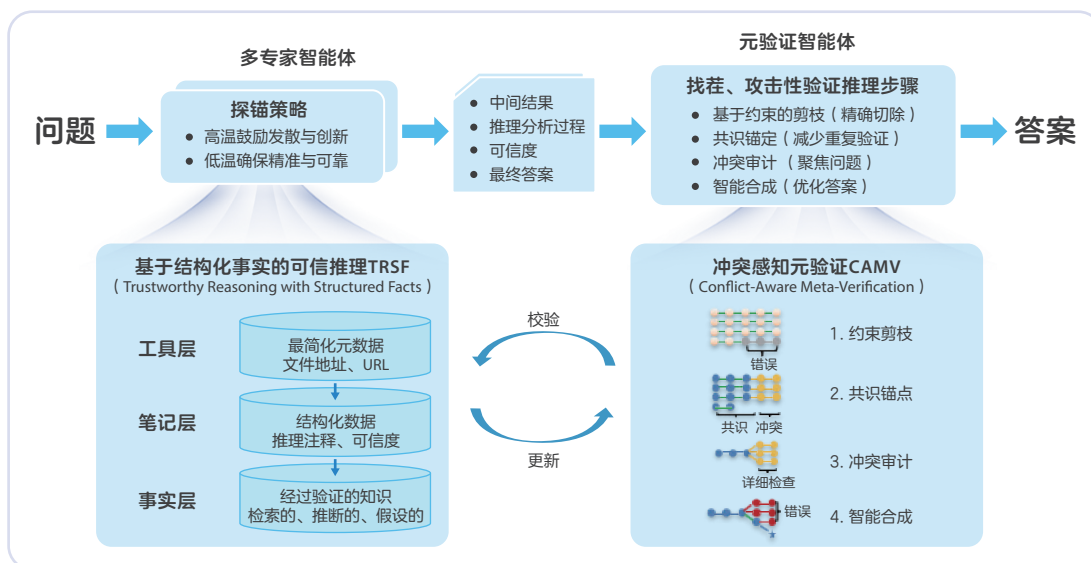 多专家智能体
元验证智能体
问题
探锚策略
● 高温鼓励发散与创新
● 低温确保精准与可靠
● 中间结果
● 推理分析过程
● 可信度
● 最终答案
找茬、攻击性验证推理步骤
● 基于约束的剪枝（精确切除）
● 共识锚定（减少重复验证）
● 冲突审计（聚焦问题）
● 智能合成（优化答案）
答案
基于结构化事实的可信推理TRSF
（Trustworthy Reasoning with Structured Facts）
工具层
最简化元数据
文件地址、URL
笔记层
结构化数据
推理注释、可信度
事实层
经过验证的知识
检索的、推断的、假设的
校验
更新
冲突感知元验证CAMV
（Conflict-Aware Meta-Verification）
1. 约束剪枝
错误
2. 共识锚点
共识 冲突
3. 冲突审计
详细检查
错误
4. 智能合成